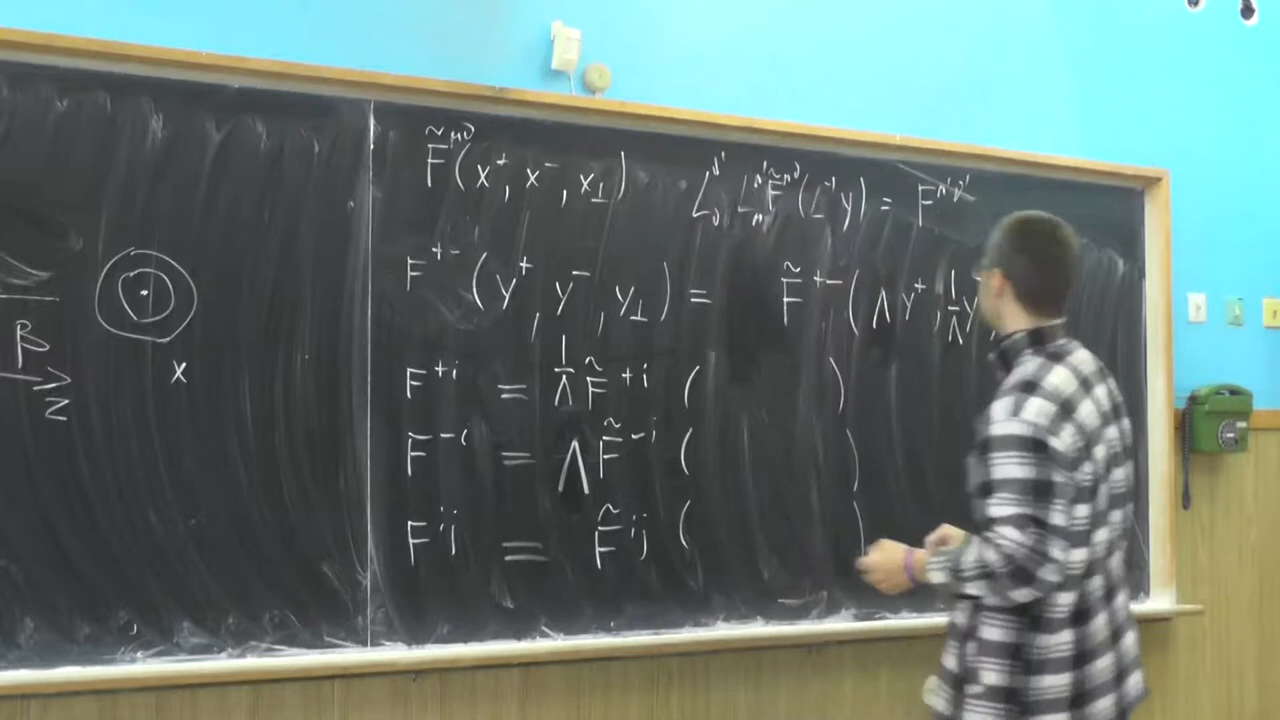 β
z
x
F̃^{μν}(x⁺, x⁻, x⊥)
L^{ν'}_ν L^{μ'}_μ F̃^{μν}(L⁻¹y) = F^{μ'ν'}
F^{+-}(y⁺, y⁻, y⊥) = F̃^{+-}(Λy⁺, 1/Λ y
F^{+i} = 1/Λ F̃^{+i} ( )
F^{-i} = Λ F̃^{-i} ( )
F^{ij} = F̃^{ij} ( )